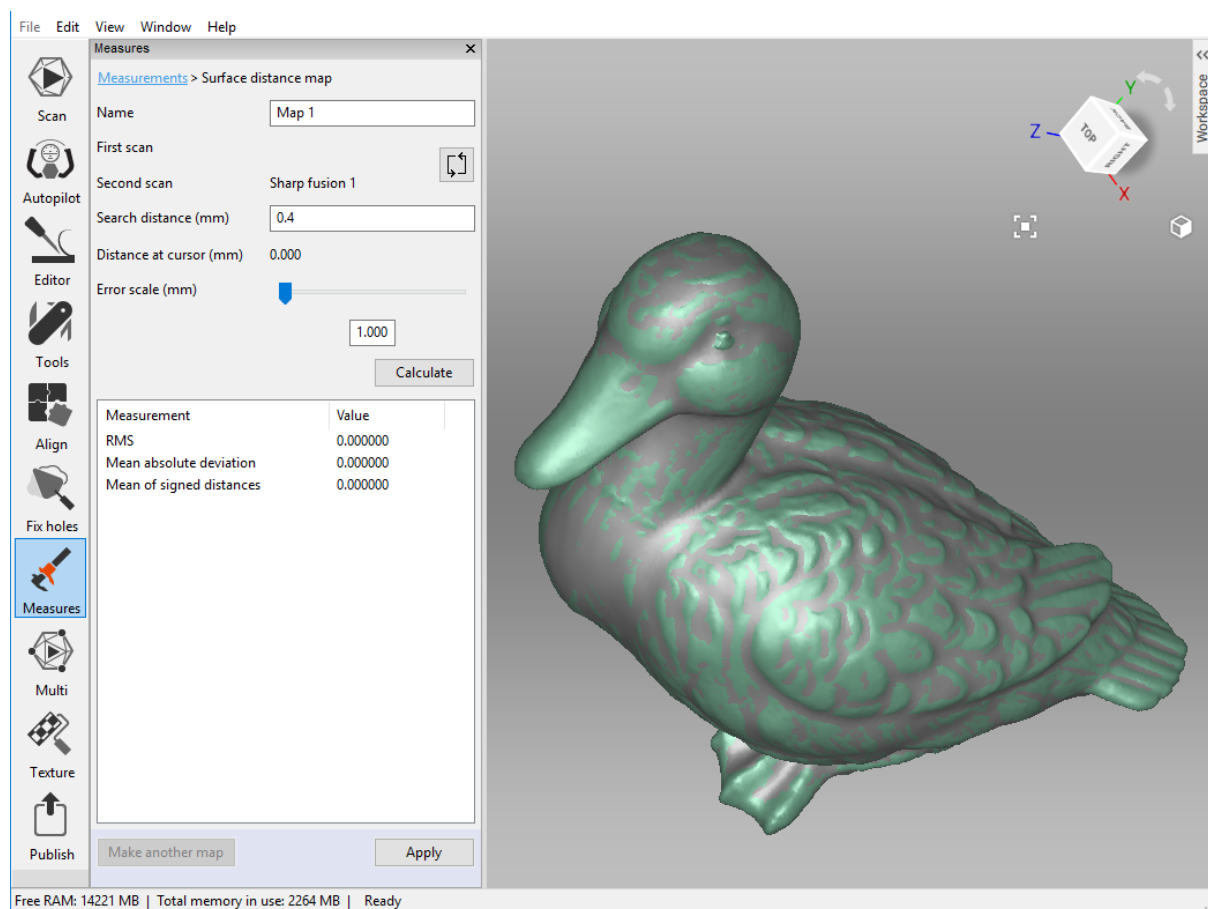 File Edit View Window Help
Measures
Measurements > Surface distance map
Name Map 1
First scan
Second scan Sharp fusion 1
Search distance (mm) 0.4
Distance at cursor (mm) 0.000
Error scale (mm)
1.000
Calculate
Measurement Value
RMS 0.000000
Mean absolute deviation 0.000000
Mean of signed distances 0.000000
Make another map Apply
Scan
Autopilot
Editor
Tools
Align
Fix holes
Measures
Multi
Texture
Publish
Workspace
Y
Z
X
TOP
RIGHT
Free RAM: 14221 MB | Total memory in use: 2264 MB | Ready